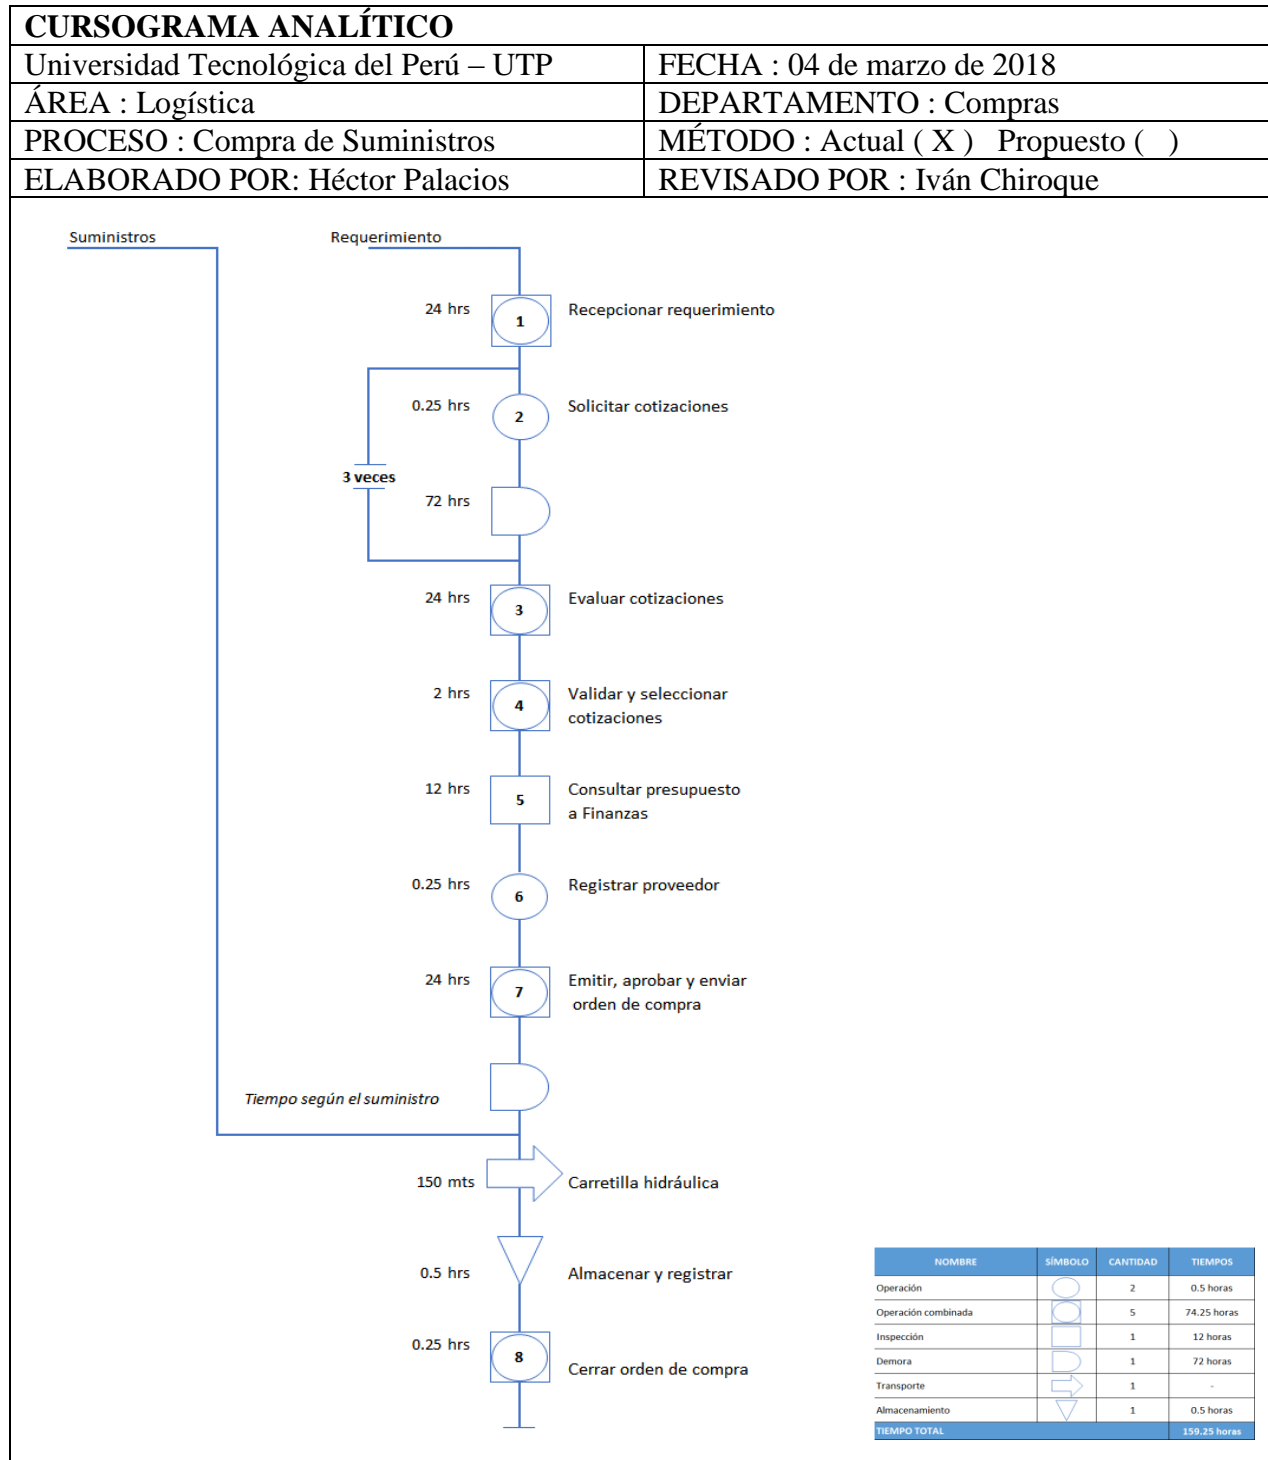 CURSOGRAMA ANALÍTICO
Universidad Tecnológica del Perú – UTP
FECHA : 04 de marzo de 2018
ÁREA : Logística
DEPARTAMENTO : Compras
PROCESO : Compra de Suministros
MÉTODO : Actual ( X ) Propuesto ( )
ELABORADO POR: Héctor Palacios
REVISADO POR : Iván Chiroque
Suministros
Requerimiento
24 hrs
1
Recepcionar requerimiento
0.25 hrs
2
Solicitar cotizaciones
3 veces
72 hrs
24 hrs
3
Evaluar cotizaciones
2 hrs
4
Validar y seleccionar
cotizaciones
12 hrs
5
Consultar presupuesto
a Finanzas
0.25 hrs
6
Registrar proveedor
24 hrs
7
Emitir, aprobar y enviar
orden de compra
Tiempo según el suministro
150 mts
Carretilla hidráulica
0.5 hrs
Almacenar y registrar
0.25 hrs
8
Cerrar orden de compra
NOMBRE SÍMBOLO CANTIDAD TIEMPOS
Operación 2 0.5 horas
Operación combinada 5 74.25 horas
Inspección 1 12 horas
Demora 1 72 horas
Transporte 1 -
Almacenamiento 1 0.5 horas
TIEMPO TOTAL 159.25 horas